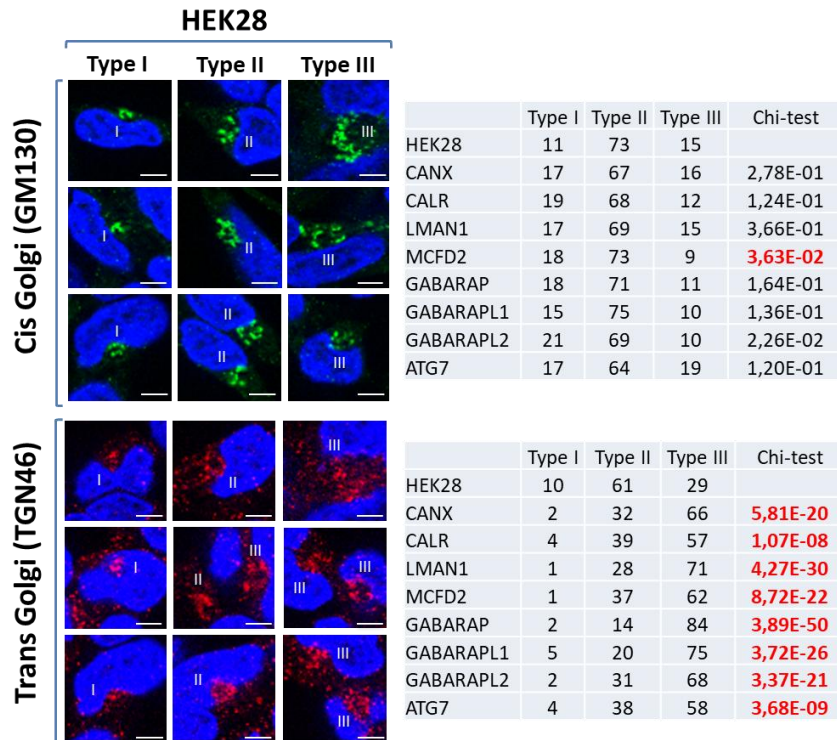 HEK28
Type I Type II Type III
Cis Golgi (GM130)
I II III
I II III
I II II III
Type I Type II Type III Chi-test
HEK28 11 73 15
CANX 17 67 16 2,78E-01
CALR 19 68 12 1,24E-01
LMAN1 17 69 15 3,66E-01
MCFD2 18 73 9 3,63E-02
GABARAP 18 71 11 1,64E-01
GABARAPL1 15 75 10 1,36E-01
GABARAPL2 21 69 10 2,26E-02
ATG7 17 64 19 1,20E-01
Trans Golgi (TGN46)
I II III
I II III III III
I II III III
Type I Type II Type III Chi-test
HEK28 10 61 29
CANX 2 32 66 5,81E-20
CALR 4 39 57 1,07E-08
LMAN1 1 28 71 4,27E-30
MCFD2 1 37 62 8,72E-22
GABARAP 2 14 84 3,89E-50
GABARAPL1 5 20 75 3,72E-26
GABARAPL2 2 31 68 3,37E-21
ATG7 4 38 58 3,68E-09